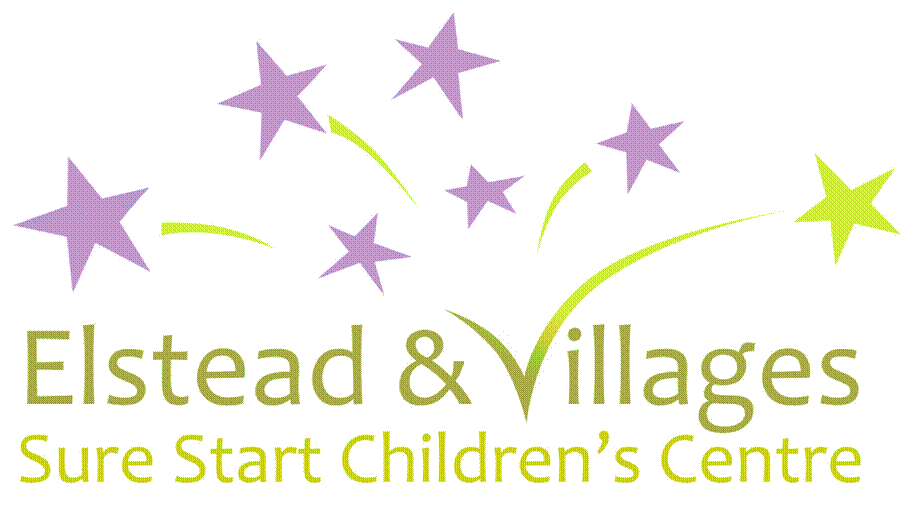 Elstead & Villages
Sure Start Children’s Centre